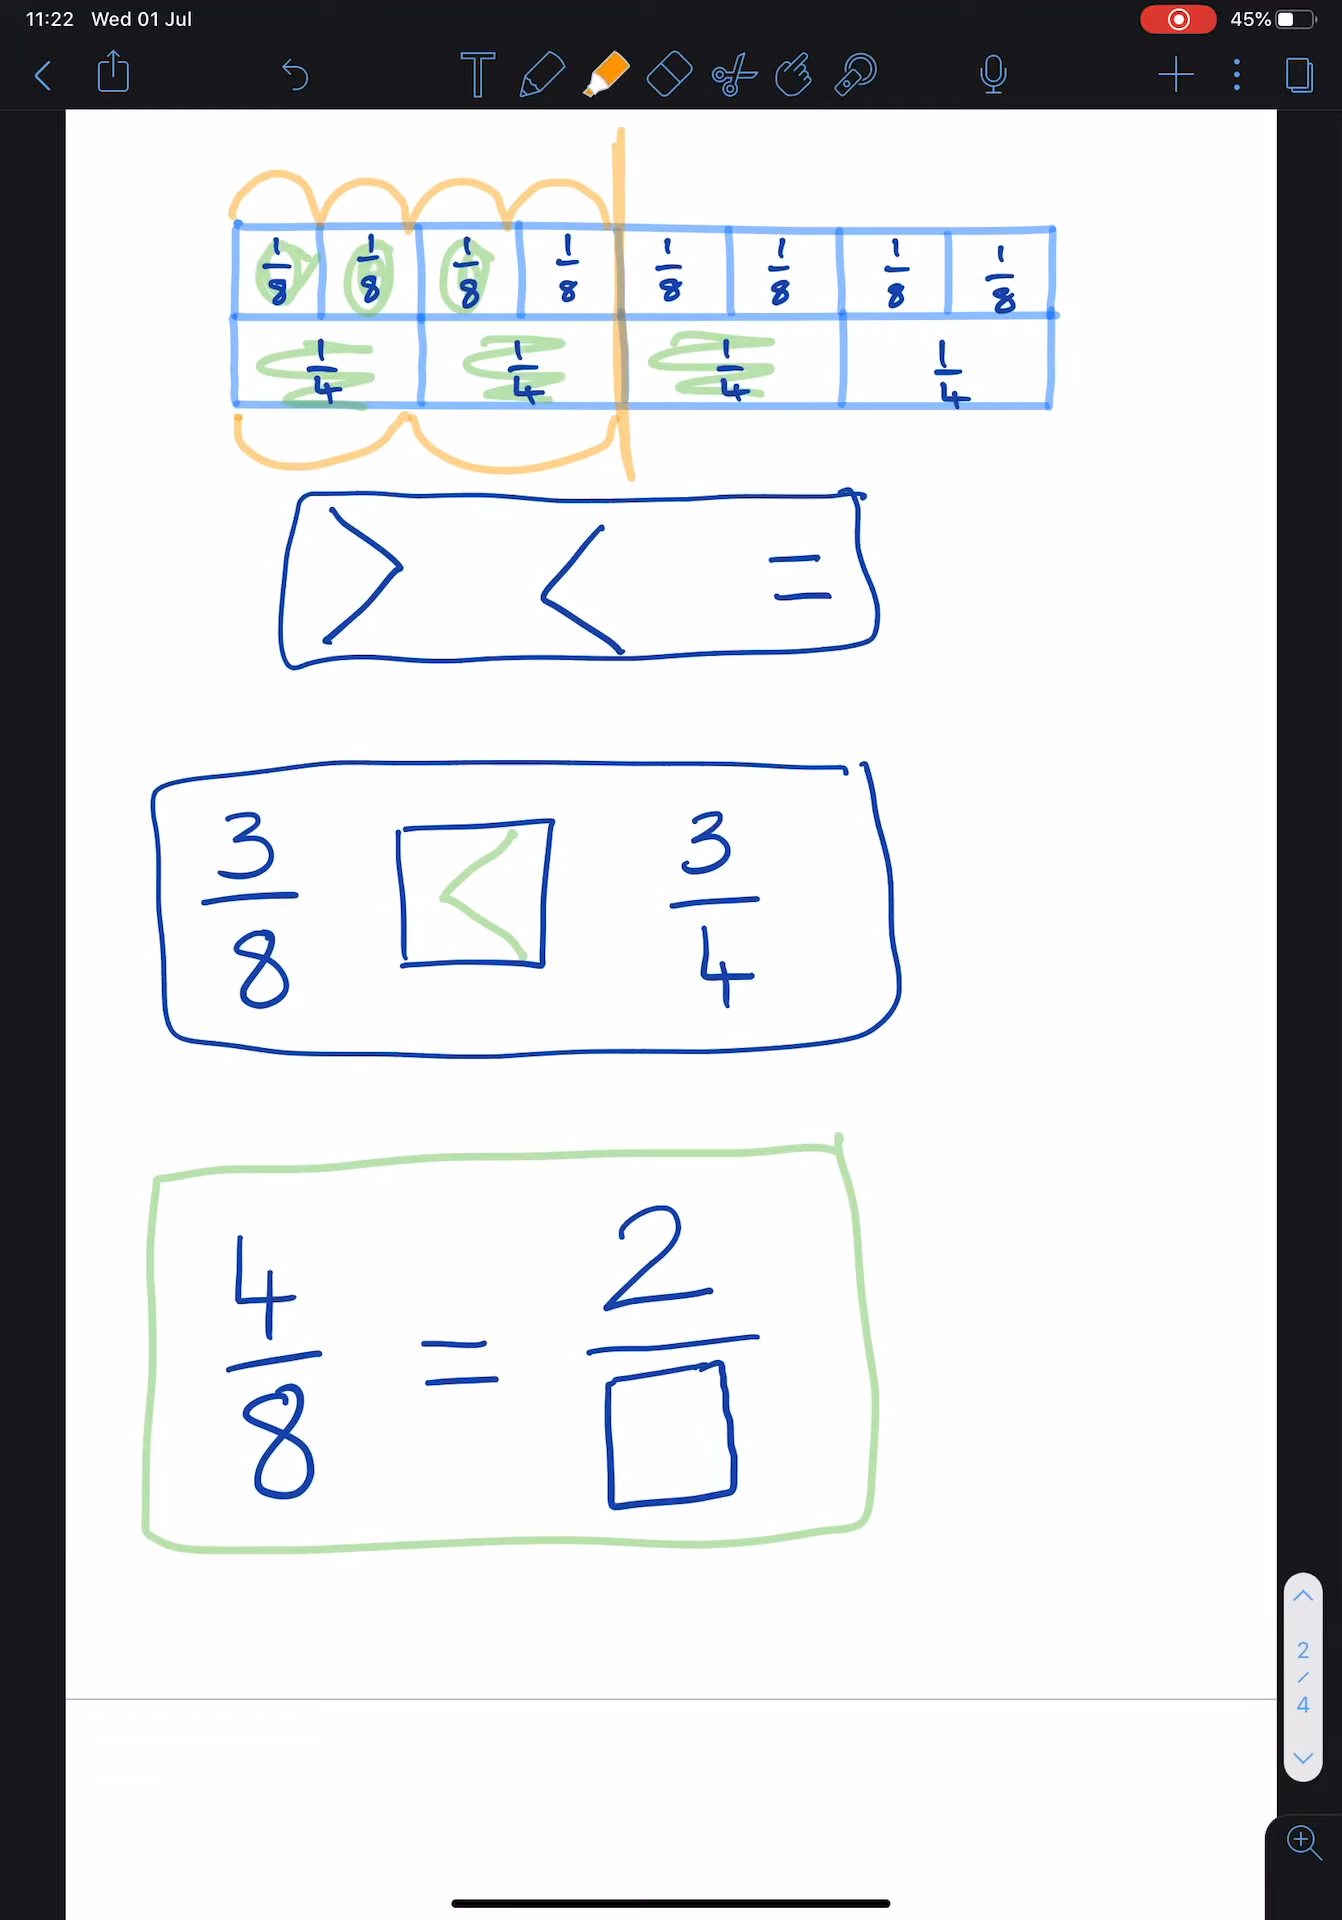 11:22 Wed 01 Jul 45%
T
1/8 1/8 1/8 1/8 1/8 1/8 1/8 1/8
1/4 1/4 1/4 1/4
> < =
3/8 < 3/4
4/8 = 2/□
2
/
4